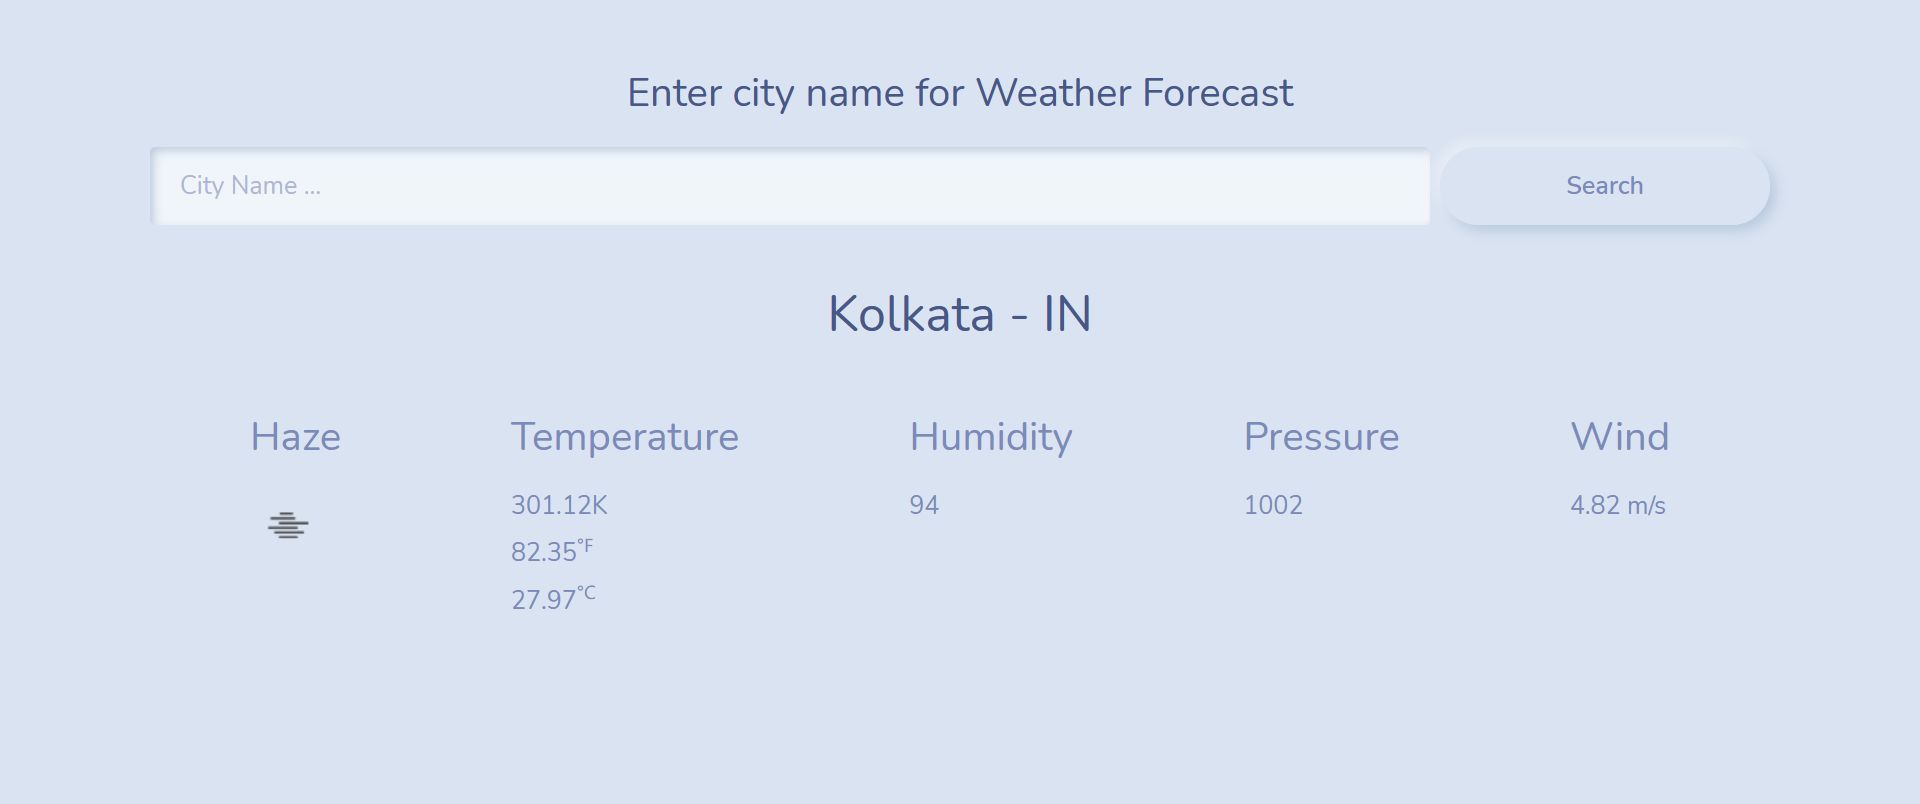 Enter city name for Weather Forecast
City Name ...
Search
Kolkata - IN
Haze
Temperature
301.12K
82.35°F
27.97°C
Humidity
94
Pressure
1002
Wind
4.82 m/s